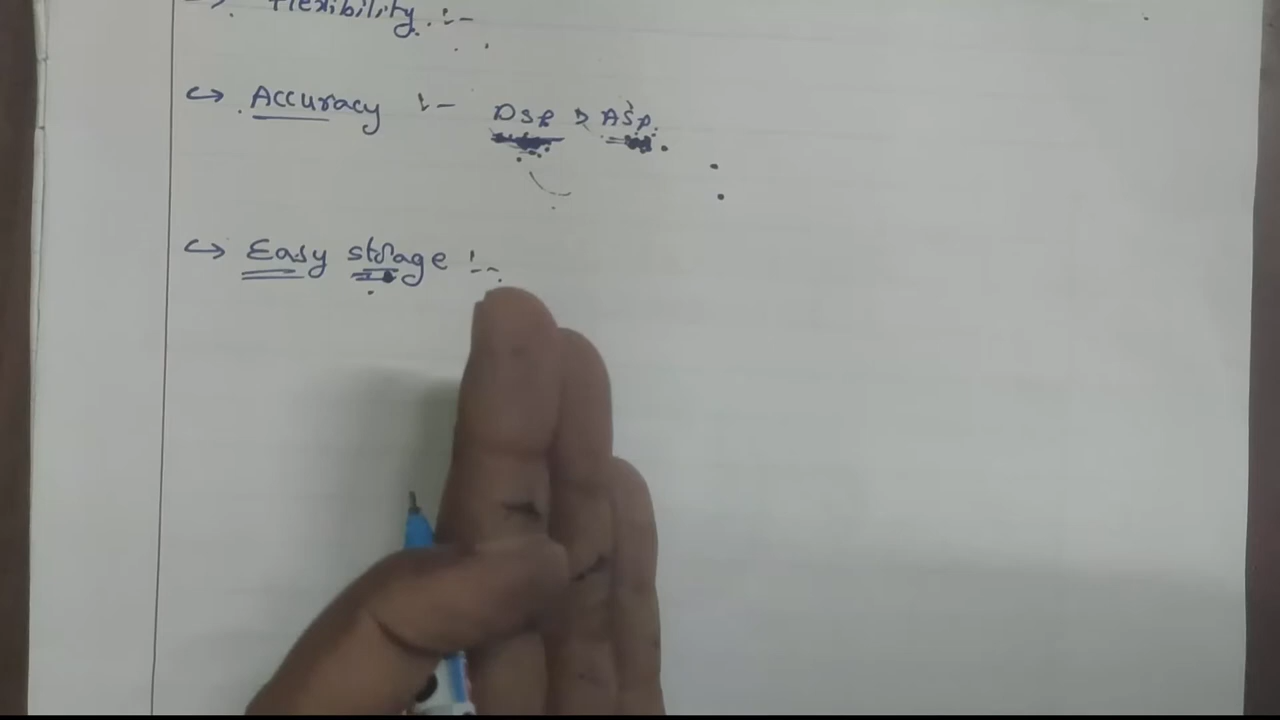 ↪ Flexibility :-
↪ Accuracy :- DSP > ASP.
↪ Easy storage :-